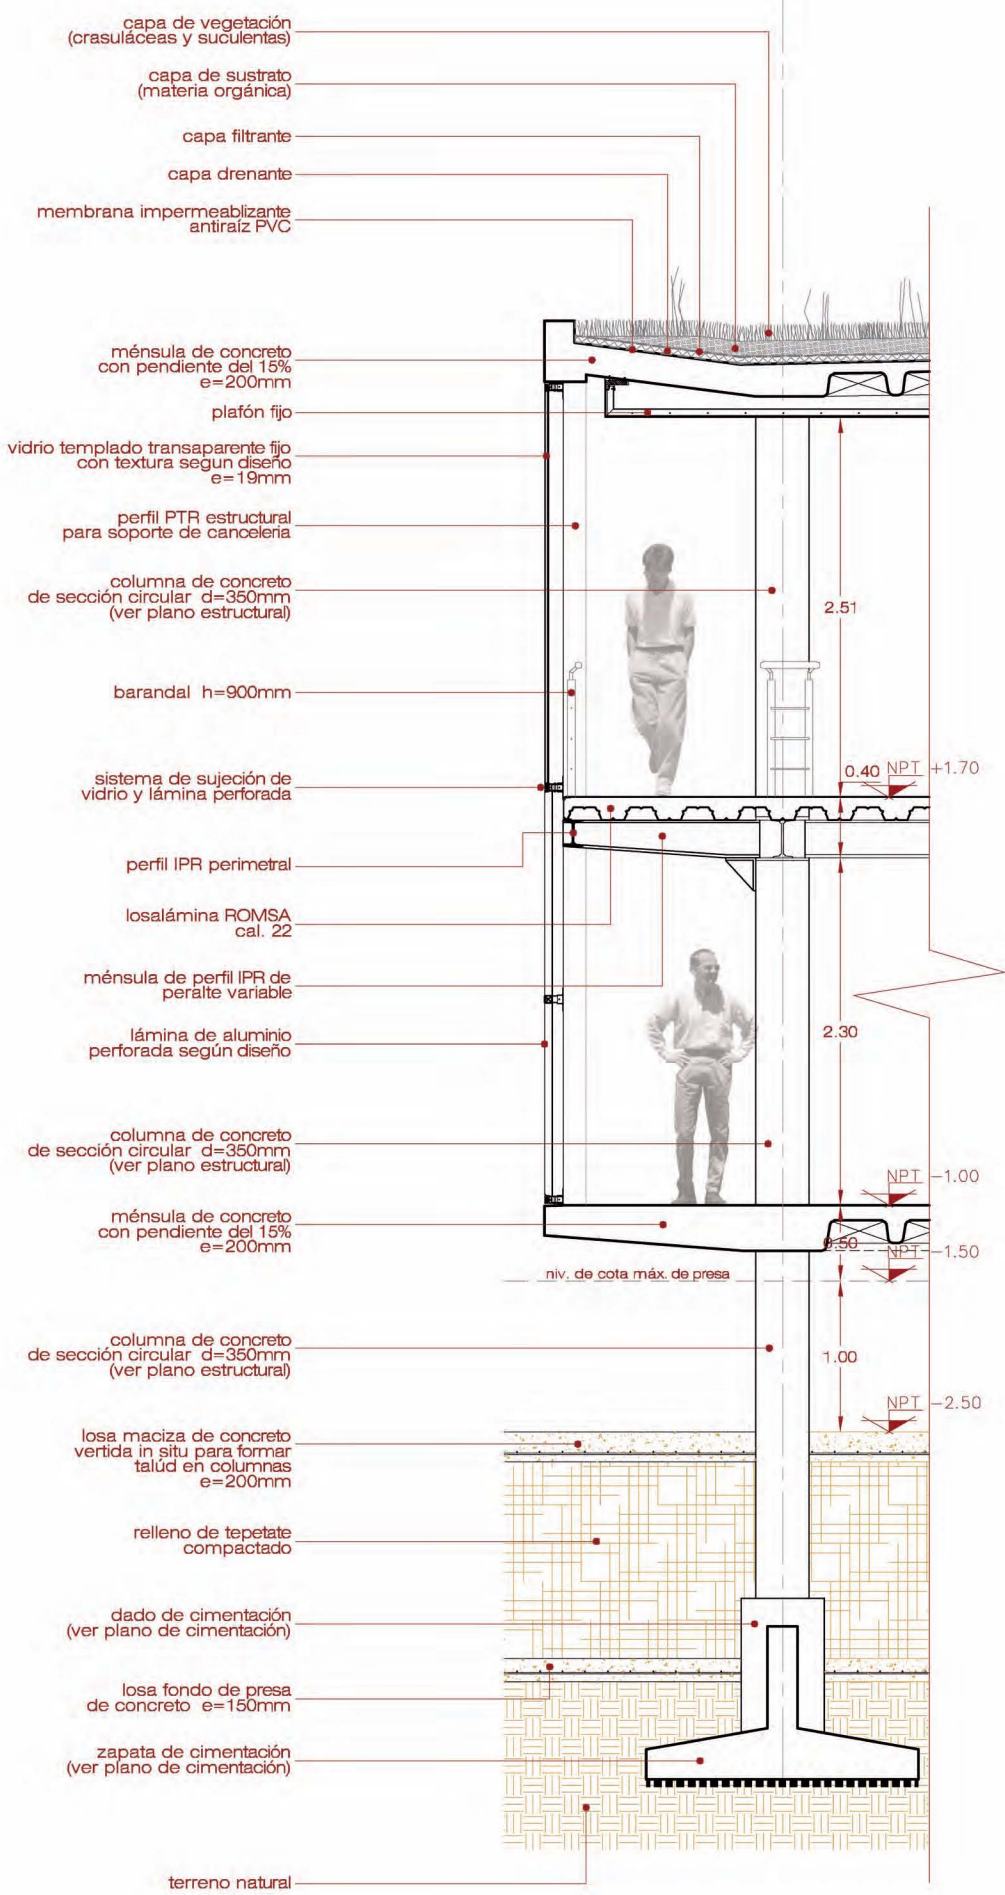 capa de vegetación
(crasuláceas y suculentas)
capa de sustrato
(materia orgánica)
capa filtrante
capa drenante
membrana impermeablizante
antiraíz PVC
ménsula de concreto
con pendiente del 15%
e=200mm
plafón fijo
vidrio templado transaparente fijo
con textura segun diseño
e=19mm
perfil PTR estructural
para soporte de canceleria
columna de concreto
de sección circular d=350mm
(ver plano estructural)
2.51
barandal h=900mm
sistema de sujeción de
vidrio y lámina perforada
0.40
NPT +1.70
perfil IPR perimetral
losalámina ROMSA
cal. 22
ménsula de perfil IPR de
peralte variable
lámina de aluminio
perforada según diseño
2.30
columna de concreto
de sección circular d=350mm
(ver plano estructural)
NPT -1.00
ménsula de concreto
con pendiente del 15%
e=200mm
0.50
NPT -1.50
niv. de cota máx. de presa
columna de concreto
de sección circular d=350mm
(ver plano estructural)
1.00
NPT -2.50
losa maciza de concreto
vertida in situ para formar
talúd en columnas
e=200mm
relleno de tepetate
compactado
dado de cimentación
(ver plano de cimentación)
losa fondo de presa
de concreto e=150mm
zapata de cimentación
(ver plano de cimentación)
terreno natural